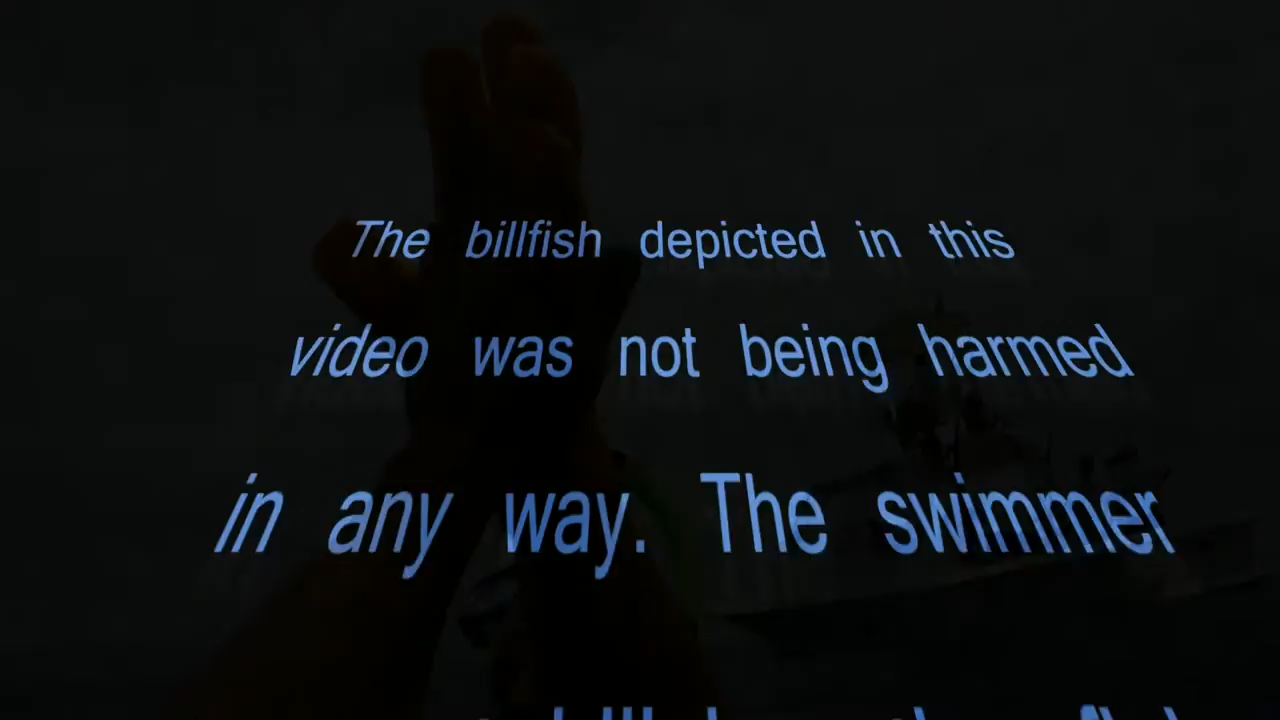 The billfish depicted in this
video was not being harmed
in any way. The swimmer